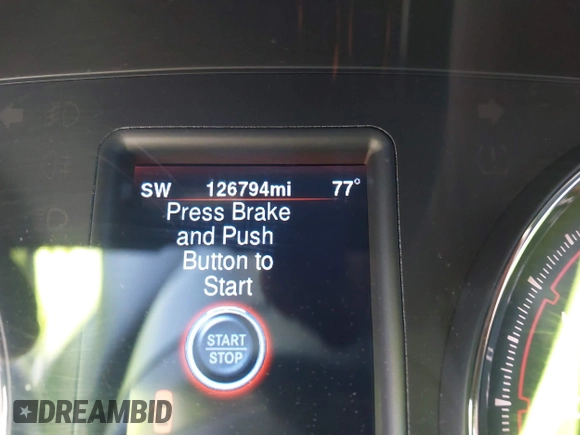 SW 126794mi 77°
Press Brake
and Push
Button to
Start
START
STOP
DREAMBID